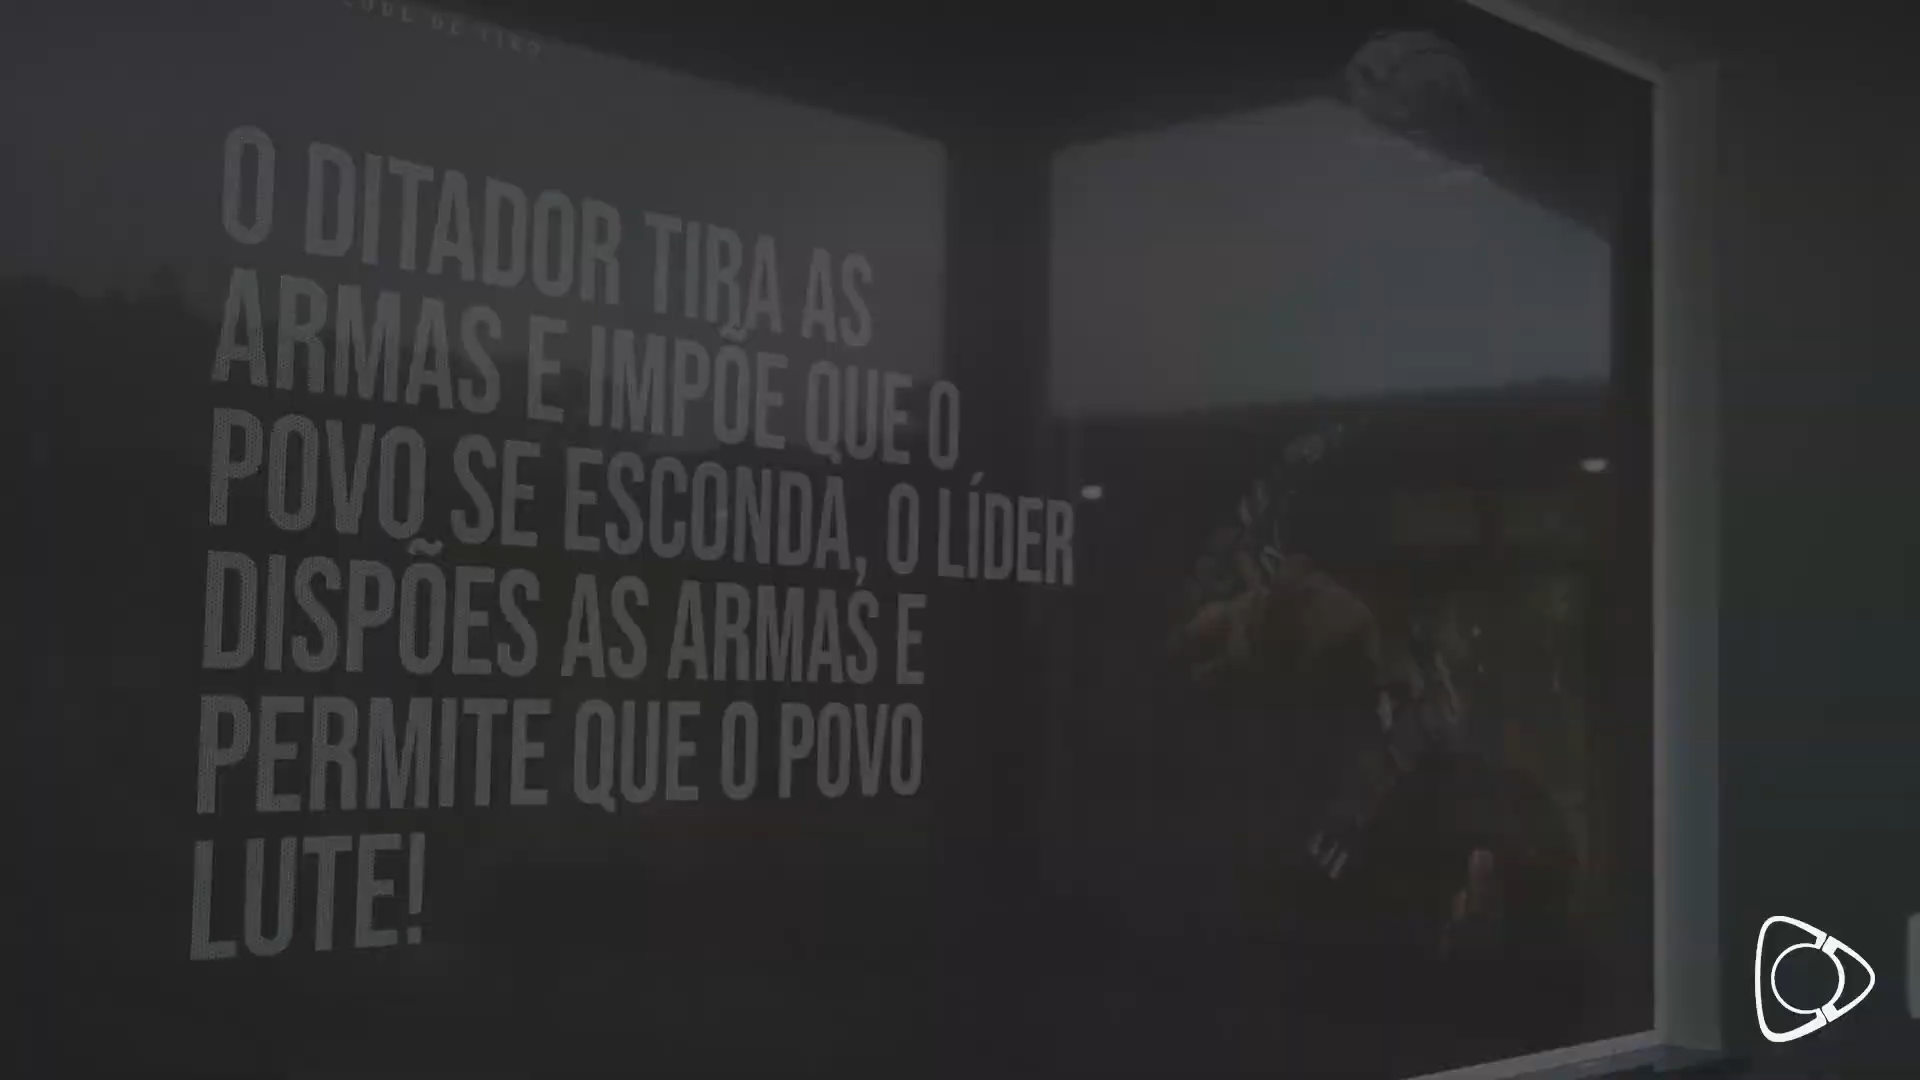 O DITADOR TIRA AS
ARMAS E IMPÕE QUE O
POVO SE ESCONDA, O LÍDER
DISPÕES AS ARMAS E
PERMITE QUE O POVO
LUTE!